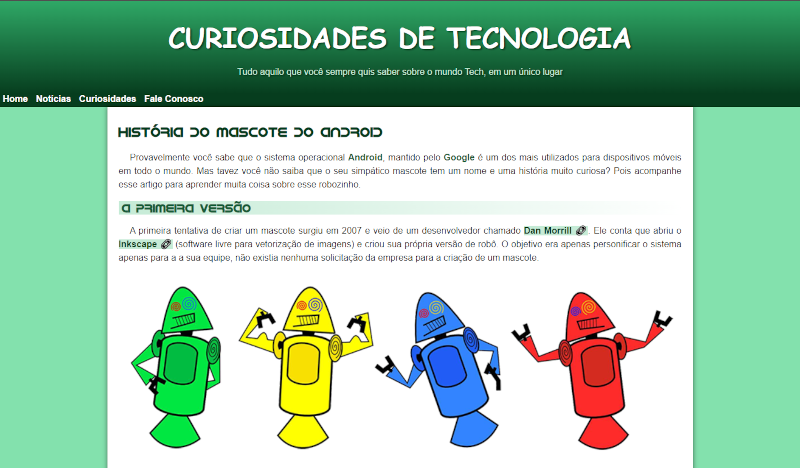 CURIOSIDADES DE TECNOLOGIA
Tudo aquilo que você sempre quis saber sobre o mundo Tech, em um único lugar
Home Notícias Curiosidades Fale Conosco
História do Mascote do Android
Provavelmente você sabe que o sistema operacional Android, mantido pelo Google é um dos mais utilizados para dispositivos móveis
em todo o mundo. Mas tavez você não saiba que o seu simpático mascote tem um nome e uma história muito curiosa? Pois acompanhe
esse artigo para aprender muita coisa sobre esse robozinho.
A primeira versão
A primeira tentativa de criar um mascote surgiu em 2007 e veio de um desenvolvedor chamado Dan Morrill. Ele conta que abriu o
Inkscape (software livre para vetorização de imagens) e criou sua própria versão de robô. O objetivo era apenas personificar o sistema
apenas para a a sua equipe, não existia nenhuma solicitação da empresa para a criação de um mascote.